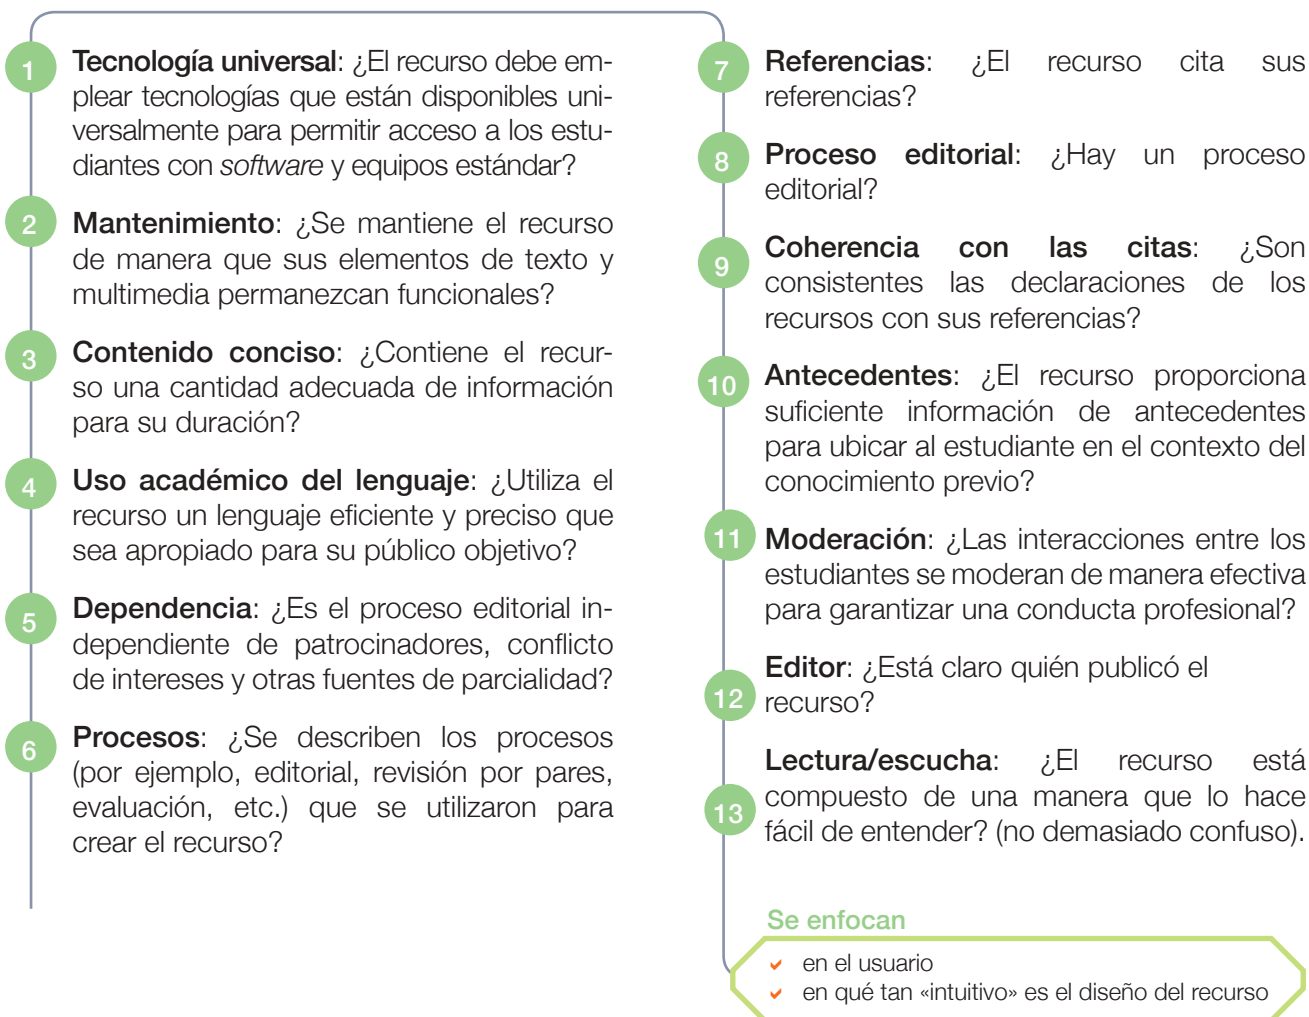 1
Tecnología universal: ¿El recurso debe em-
plear tecnologías que están disponibles uni-
versalmente para permitir acceso a los estu-
diantes con software y equipos estándar?
2
Mantenimiento: ¿Se mantiene el recurso
de manera que sus elementos de texto y
multimedia permanezcan funcionales?
3
Contenido conciso: ¿Contiene el recur-
so una cantidad adecuada de información
para su duración?
4
Uso académico del lenguaje: ¿Utiliza el
recurso un lenguaje eficiente y preciso que
sea apropiado para su público objetivo?
5
Dependencia: ¿Es el proceso editorial in-
dependiente de patrocinadores, conflicto
de intereses y otras fuentes de parcialidad?
6
Procesos: ¿Se describen los procesos
(por ejemplo, editorial, revisión por pares,
evaluación, etc.) que se utilizaron para
crear el recurso?
7
Referencias: ¿El recurso cita sus
referencias?
8
Proceso editorial: ¿Hay un proceso
editorial?
9
Coherencia con las citas: ¿Son
consistentes las declaraciones de los
recursos con sus referencias?
10
Antecedentes: ¿El recurso proporciona
suficiente información de antecedentes
para ubicar al estudiante en el contexto del
conocimiento previo?
11
Moderación: ¿Las interacciones entre los
estudiantes se moderan de manera efectiva
para garantizar una conducta profesional?
12
Editor: ¿Está claro quién publicó el
recurso?
13
Lectura/escucha: ¿El recurso está
compuesto de una manera que lo hace
fácil de entender? (no demasiado confuso).
Se enfocan
en el usuario
en qué tan «intuitivo» es el diseño del recurso